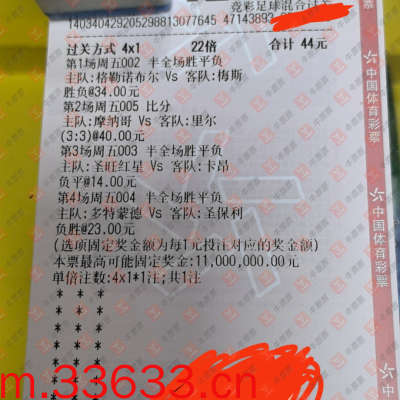 竞彩足球混合过关
140340429205298813077645 47143893
过关方式 4x1 22倍 合计 44元
第1场周五002 半全场胜平负
主队:格勒诺布尔 Vs 客队:梅斯
胜负@34.00元
第2场周五005 比分
主队:摩纳哥 Vs 客队:里尔
(3:3)@40.00元
第3场周五003 半全场胜平负
主队:圣旺红星 Vs 客队:卡昂
负平@14.00元
第4场周五004 半全场胜平负
主队:多特蒙德 Vs 客队:圣保利
负胜@23.00元
(选项固定奖金额为每1元投注对应的奖金额)
本票最高可能固定奖金:11,000,000.00元
单倍注数:4x1*1注;共1注
* * *
* * *
* * *
* * *
* * *
* * *
m.33633.cn
中国体育彩票
中国体育彩票
中国